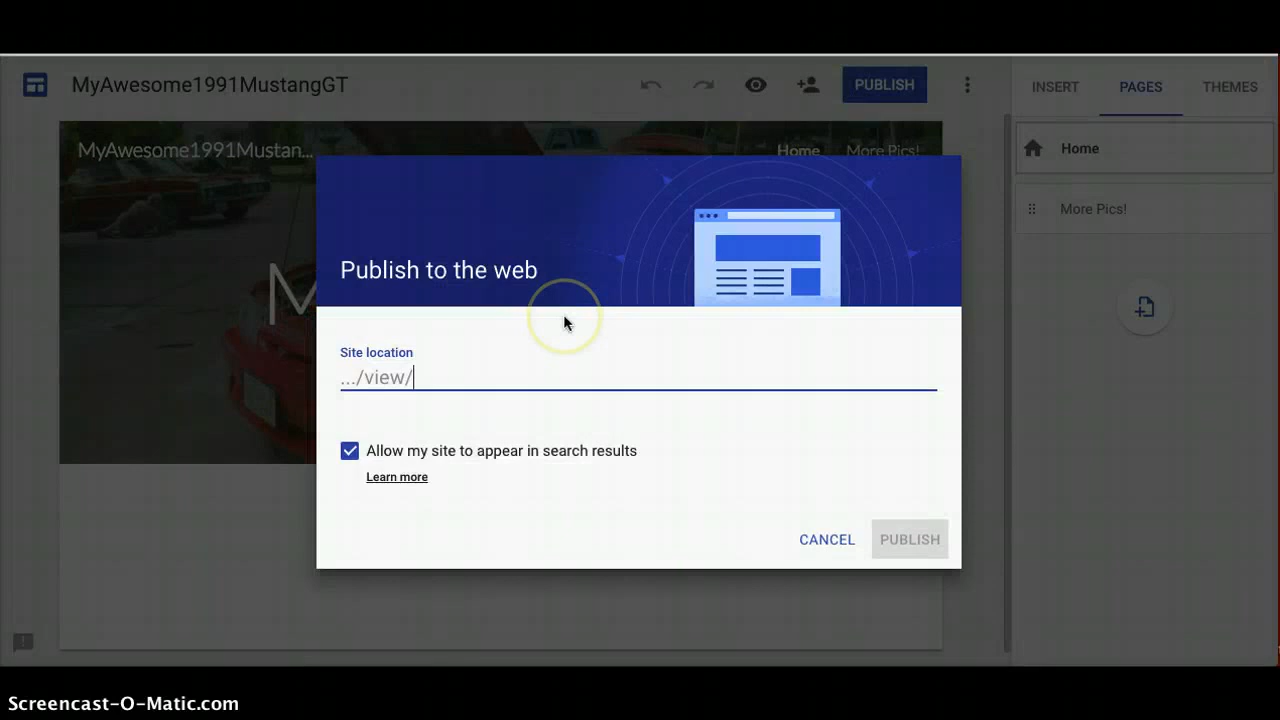 MyAwesome1991MustangGT
PUBLISH
INSERT
PAGES
THEMES
MyAwesome1991Mustan...
Home
More Pics!
Home
More Pics!
M
Publish to the web
Site location
.../view/
Allow my site to appear in search results
Learn more
CANCEL
PUBLISH
Screencast-O-Matic.com